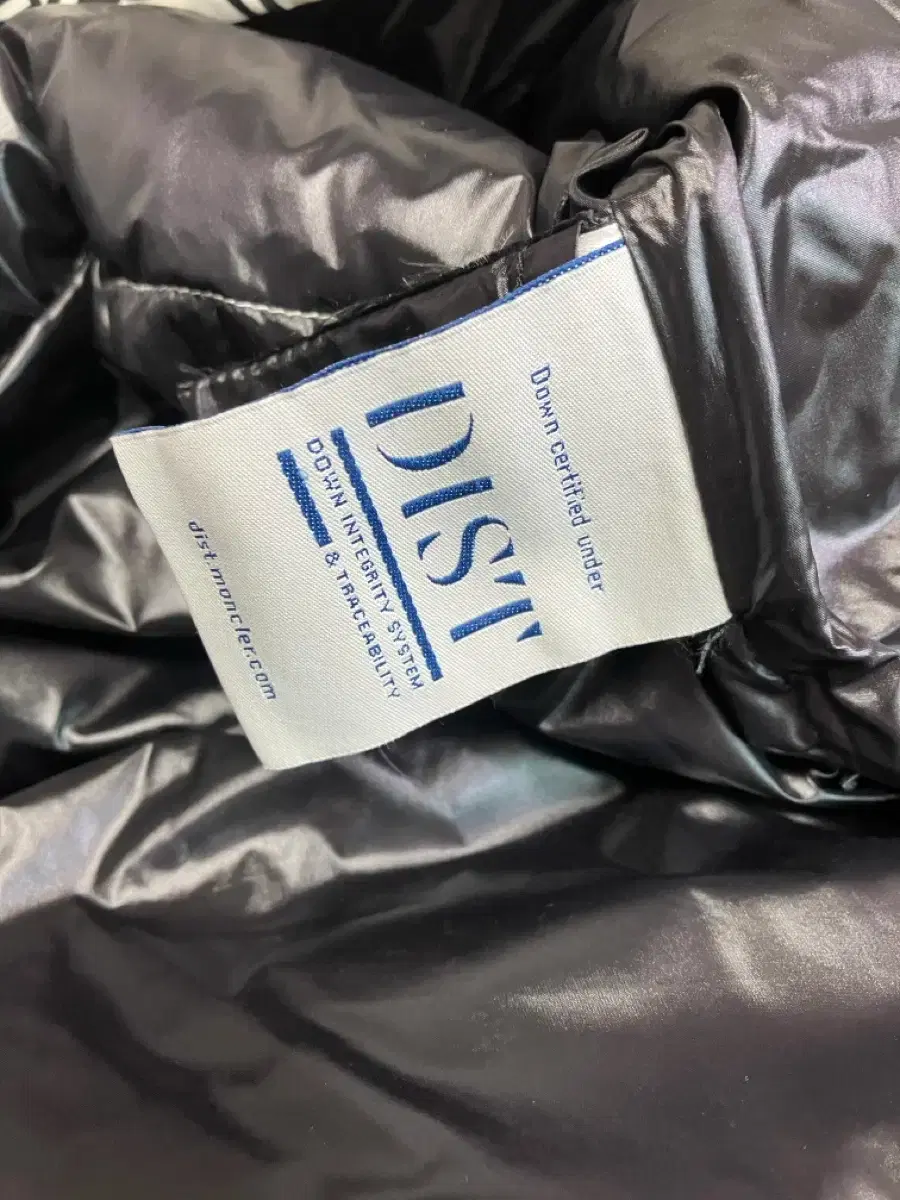 Down certified under
DIST
DOWN INTEGRITY SYSTEM
& TRACEABILITY
dist.moncler.com